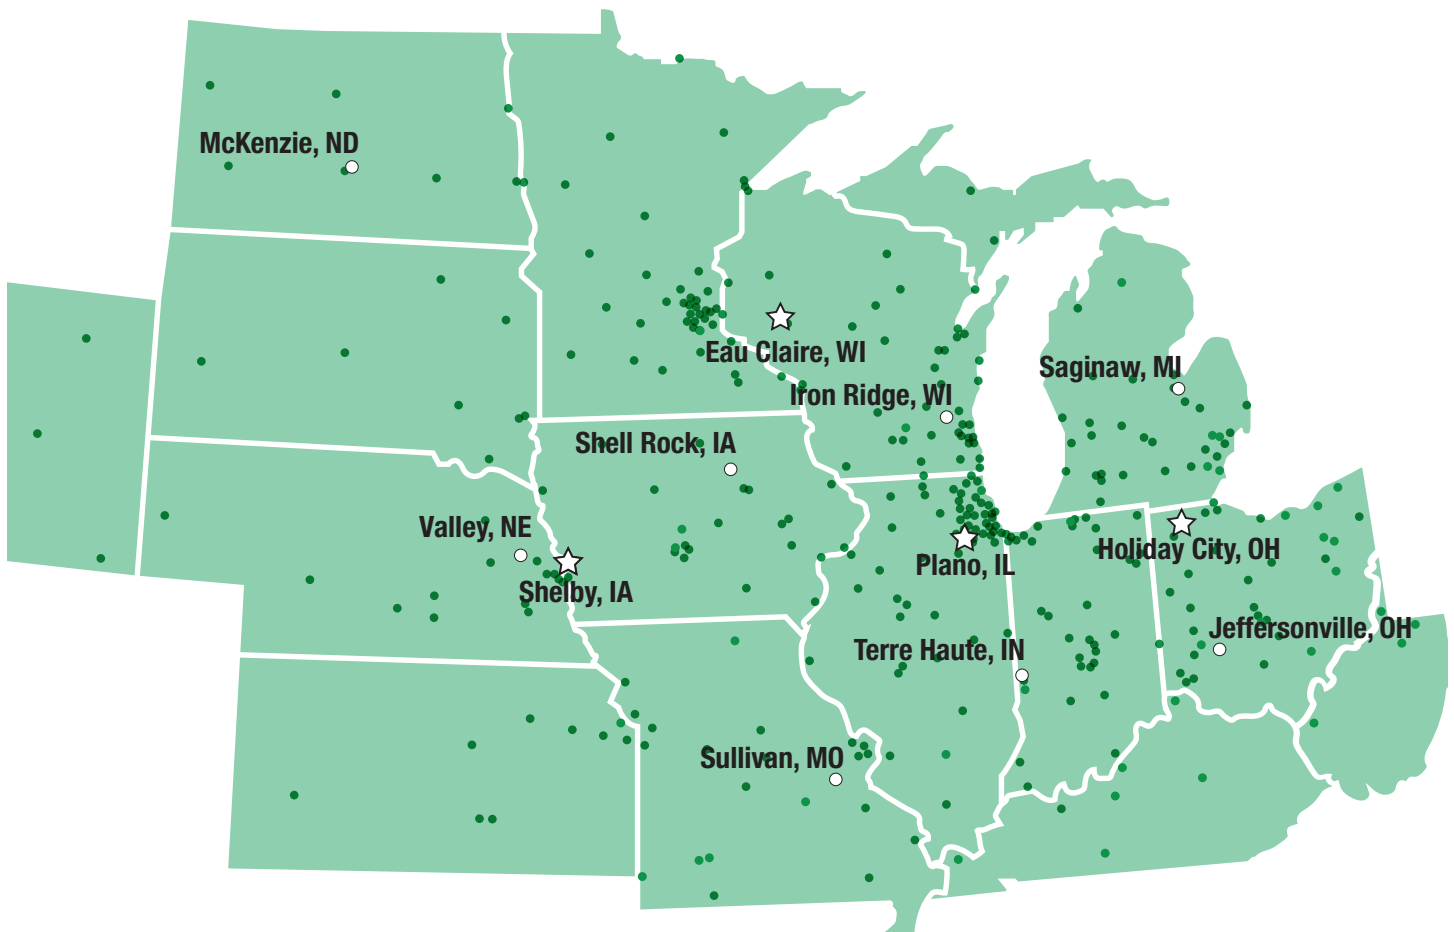 McKenzie, ND
Eau Claire, WI
Saginaw, MI
Iron Ridge, WI
Shell Rock, IA
Valley, NE
Holiday City, OH
Plano, IL
Shelby, IA
Jeffersonville, OH
Terre Haute, IN
Sullivan, MO